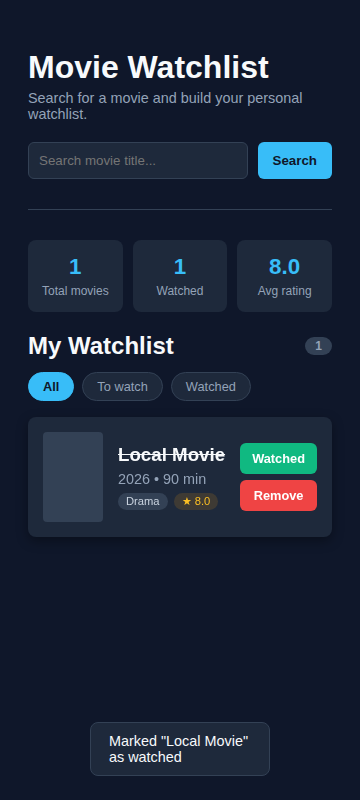 Movie Watchlist
Search for a movie and build your personal
watchlist.
Search movie title...
Search
1
Total movies
1
Watched
8.0
Avg rating
My Watchlist
1
All
To watch
Watched
Local Movie
2026 • 90 min
Drama
★ 8.0
Watched
Remove
Marked "Local Movie"
as watched